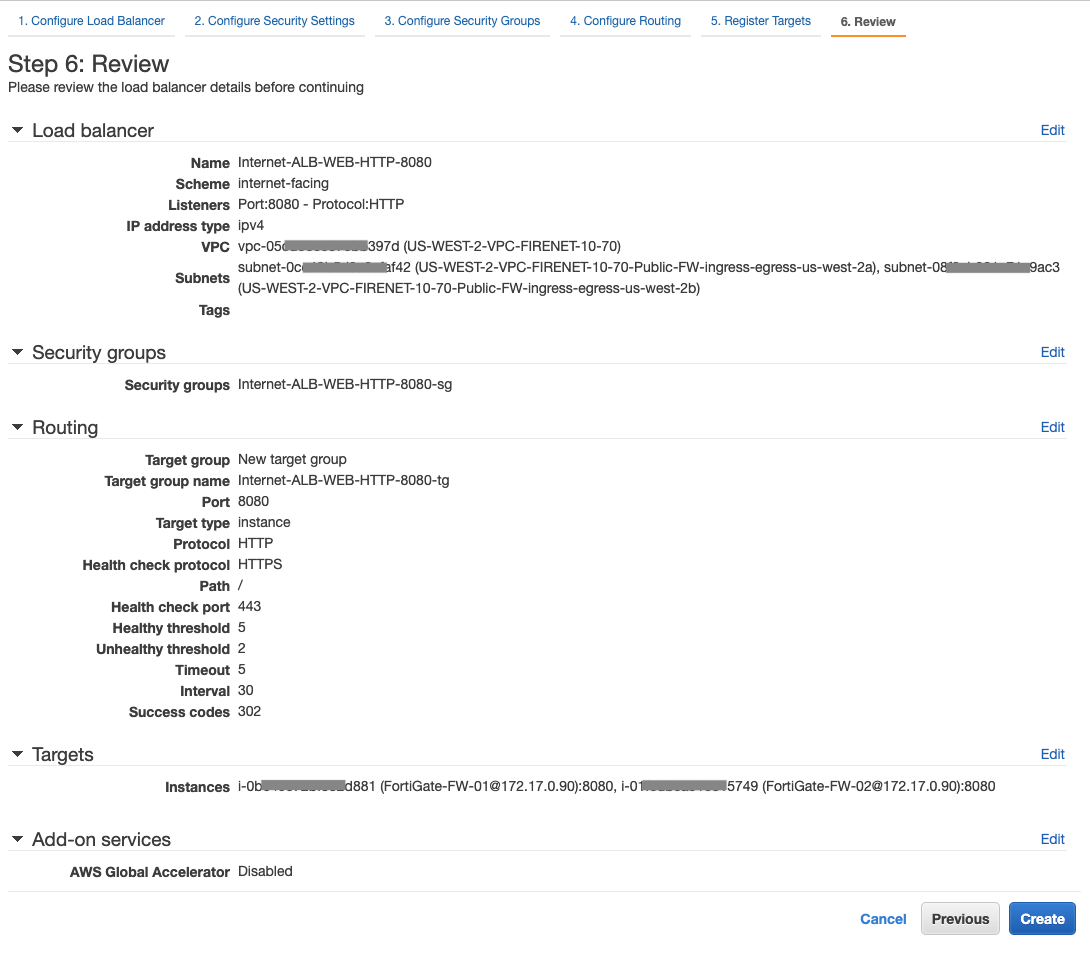 1. Configure Load Balancer 2. Configure Security Settings 3. Configure Security Groups 4. Configure Routing 5. Register Targets 6. Review
Step 6: Review
Please review the load balancer details before continuing
Load balancer Edit
Name Internet-ALB-WEB-HTTP-8080
Scheme internet-facing
Listeners Port:8080 - Protocol:HTTP
IP address type ipv4
VPC vpc-05 397d (US-WEST-2-VPC-FIRENET-10-70)
Subnets subnet-0c af42 (US-WEST-2-VPC-FIRENET-10-70-Public-FW-ingress-egress-us-west-2a), subnet-08 9ac3
(US-WEST-2-VPC-FIRENET-10-70-Public-FW-ingress-egress-us-west-2b)
Tags
Security groups Edit
Security groups Internet-ALB-WEB-HTTP-8080-sg
Routing Edit
Target group New target group
Target group name Internet-ALB-WEB-HTTP-8080-tg
Port 8080
Target type instance
Protocol HTTP
Health check protocol HTTPS
Path /
Health check port 443
Healthy threshold 5
Unhealthy threshold 2
Timeout 5
Interval 30
Success codes 302
Targets Edit
Instances i-0b d881 (FortiGate-FW-01@172.17.0.90):8080, i-01 5749 (FortiGate-FW-02@172.17.0.90):8080
Add-on services Edit
AWS Global Accelerator Disabled
Cancel Previous Create